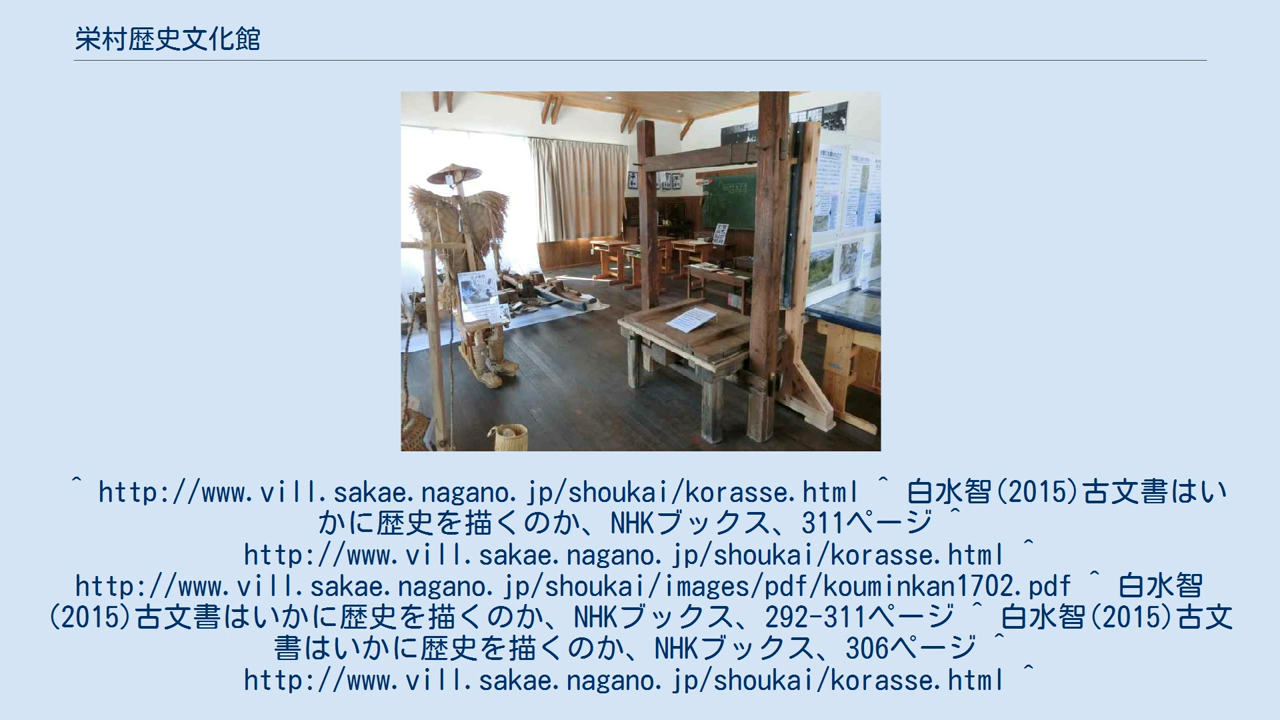 栄村歴史文化館
^ http://www.vill.sakae.nagano.jp/shoukai/korasse.html ^ 白水智(2015)古文書はい
かに歴史を描くのか、NHKブックス、311ページ ^
http://www.vill.sakae.nagano.jp/shoukai/korasse.html ^
http://www.vill.sakae.nagano.jp/shoukai/images/pdf/kouminkan1702.pdf ^ 白水智
(2015)古文書はいかに歴史を描くのか、NHKブックス、292-311ページ ^ 白水智(2015)古文
書はいかに歴史を描くのか、NHKブックス、306ページ ^
http://www.vill.sakae.nagano.jp/shoukai/korasse.html ^